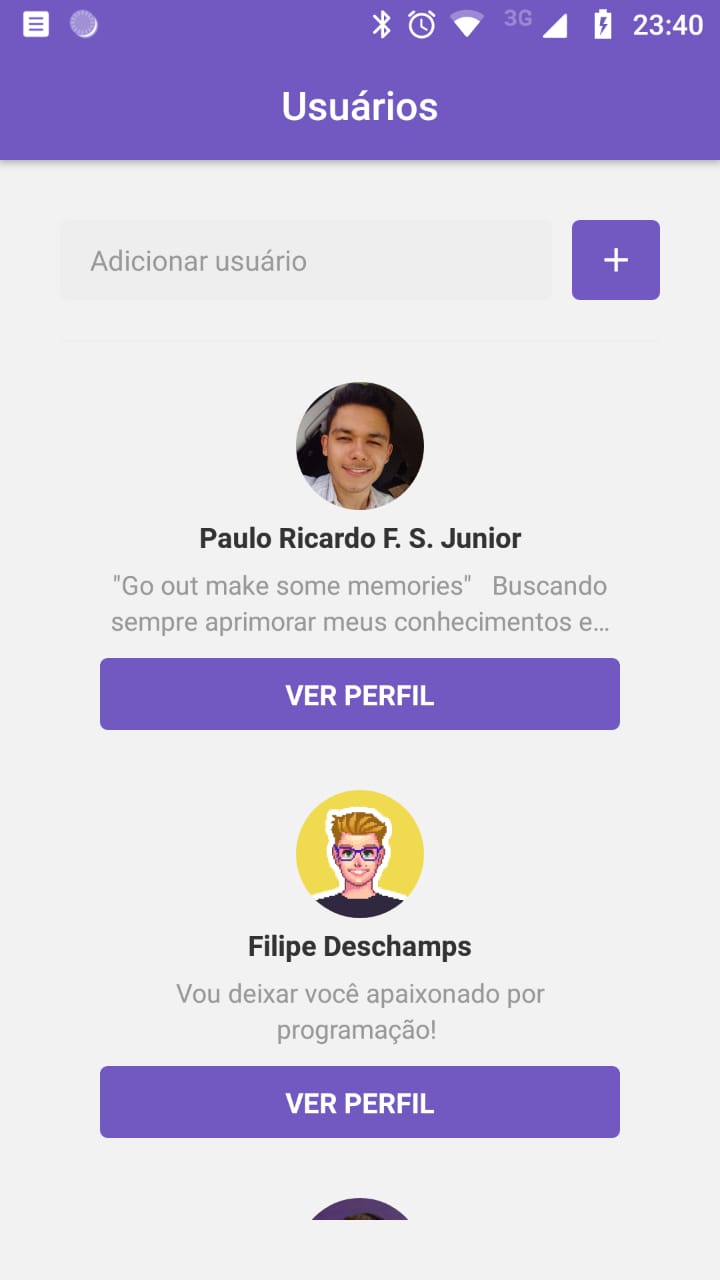 3G 23:40
Usuários
Adicionar usuário
+
Paulo Ricardo F. S. Junior
"Go out make some memories"   Buscando
sempre aprimorar meus conhecimentos e…
VER PERFIL
Filipe Deschamps
Vou deixar você apaixonado por
programação!
VER PERFIL